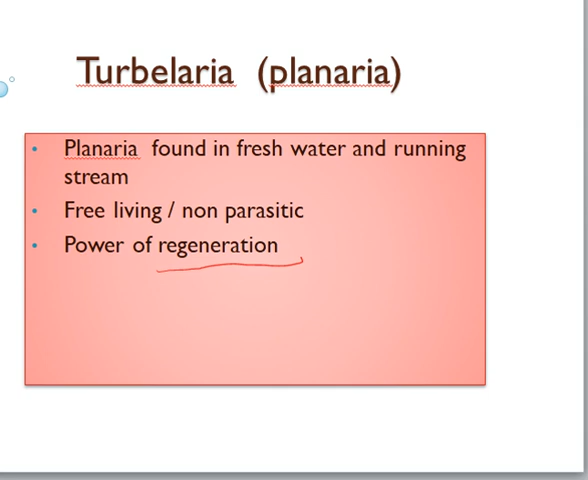 Turbelaria (planaria)
• Planaria found in fresh water and running
stream
• Free living / non parasitic
• Power of regeneration